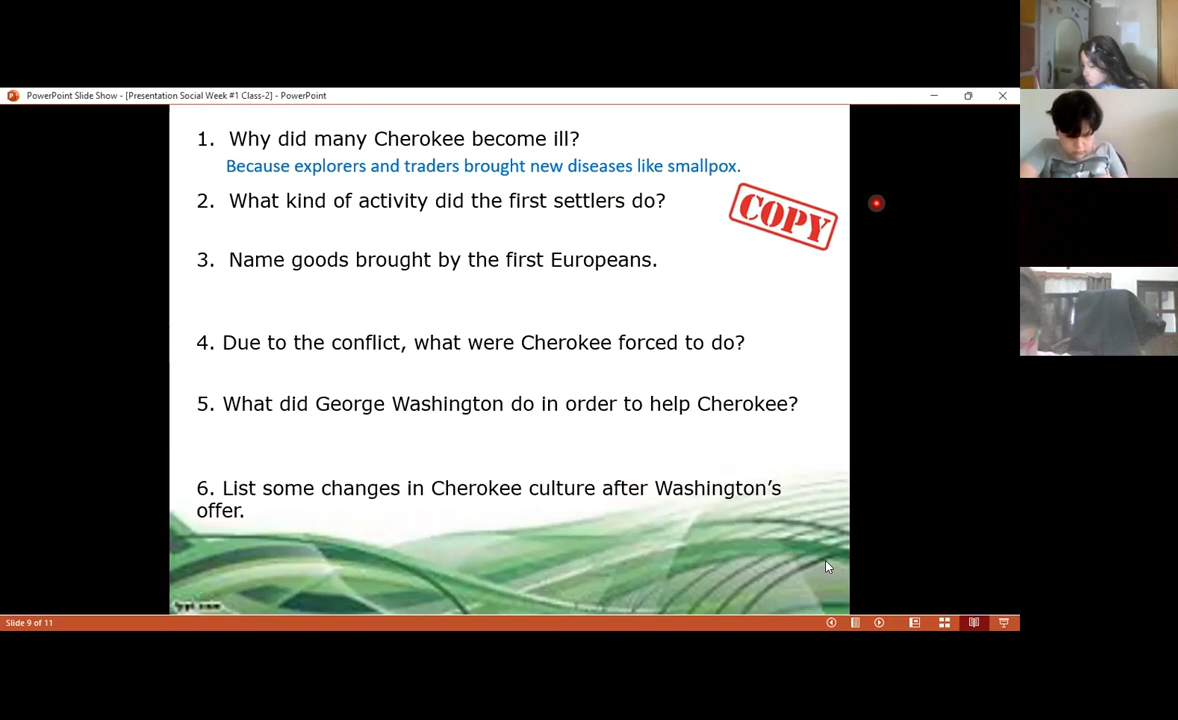 PowerPoint Slide Show - [Presentation Social Week #1 Class-2] - PowerPoint
1. Why did many Cherokee become ill?
Because explorers and traders brought new diseases like smallpox.
2. What kind of activity did the first settlers do?
COPY
3. Name goods brought by the first Europeans.
4. Due to the conflict, what were Cherokee forced to do?
5. What did George Washington do in order to help Cherokee?
6. List some changes in Cherokee culture after Washington’s
offer.
Slide 9 of 11